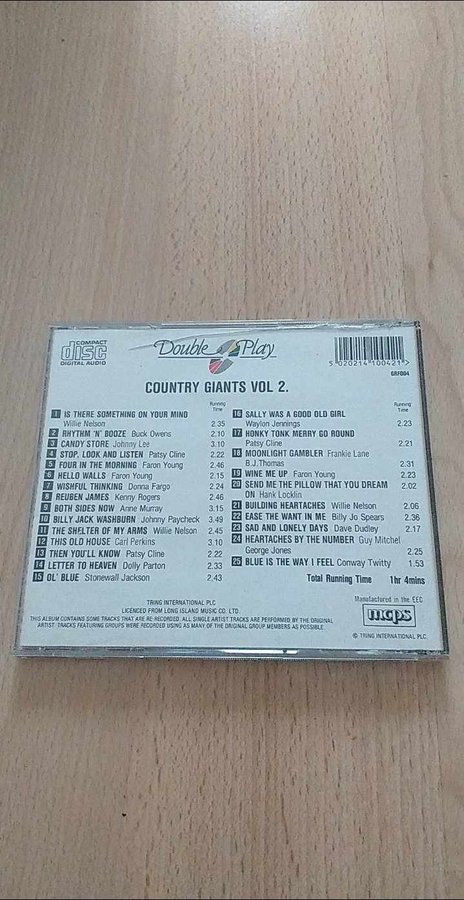 COMPACT
disc
DIGITAL AUDIO
Double Play
5 020214 100421 >
GRF004
COUNTRY GIANTS VOL 2.
Running
Time
1 IS THERE SOMETHING ON YOUR MIND
Willie Nelson 2.35
2 RHYTHM 'N' BOOZE Buck Owens 2.10
3 CANDY STORE Johnny Lee 3.10
4 STOP, LOOK AND LISTEN Patsy Cline 2.18
5 FOUR IN THE MORNING Faron Young 2.46
6 HELLO WALLS Faron Young 2.15
7 WISHFUL THINKING Donna Fargo 2.24
8 REUBEN JAMES Kenny Rogers 2.46
9 BOTH SIDES NOW Anne Murray 3.15
10 BILLY JACK WASHBURN Johnny Paycheck 3.49
11 THE SHELTER OF MY ARMS Willie Nelson 2.45
12 THIS OLD HOUSE Carl Perkins 3.10
13 THEN YOU'LL KNOW Patsy Cline 2.22
14 LETTER TO HEAVEN Dolly Parton 2.33
15 OL' BLUE Stonewall Jackson 2.43
Running
Time
16 SALLY WAS A GOOD OLD GIRL
Waylon Jennings 2.23
17 HONKY TONK MERRY GO ROUND
Patsy Cline 2.21
18 MOONLIGHT GAMBLER Frankie Lane
B.J.Thomas 2.31
19 WINE ME UP Faron Young 2.23
20 SEND ME THE PILLOW THAT YOU DREAM 2.02
ON Hank Locklin
21 BUILDING HEARTACHES Willie Nelson 2.06
22 EASE THE WANT IN ME Billy Jo Spears 2.36
23 SAD AND LONELY DAYS Dave Dudley 2.17
24 HEARTACHES BY THE NUMBER Guy Mitchel
George Jones 2.25
25 BLUE IS THE WAY I FEEL Conway Twitty 1.53
Total Running Time 1hr 4mins
TRING INTERNATIONAL PLC
LICENCED FROM LONG ISLAND MUSIC CO. LTD.
THIS ALBUM CONTAINS SOME TRACKS THAT ARE RE-RECORDED. ALL SINGLE ARTIST TRACKS ARE PERFORMED BY THE ORIGINAL
ARTIST. TRACKS FEATURING GROUPS WERE RECORDED USING AS MANY OF THE ORIGINAL GROUP MEMBERS AS POSSIBLE.
Manufactured in the EEC
mcps
© TRING INTERNATIONAL PLC